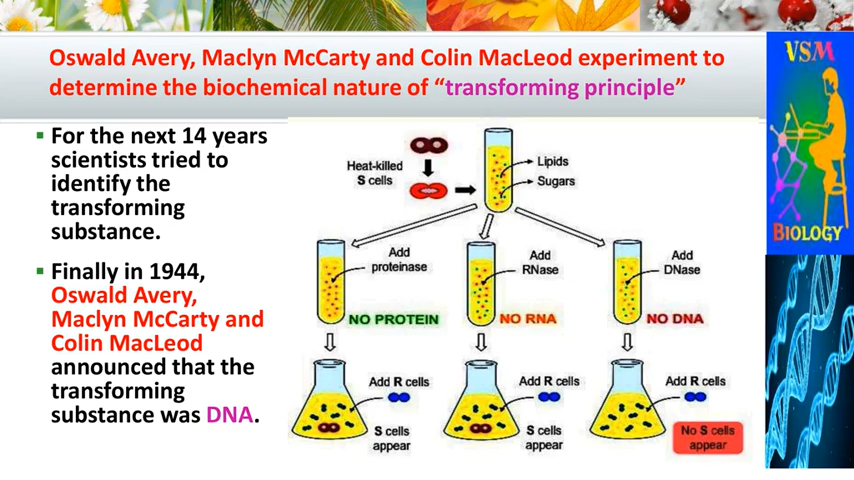 Oswald Avery, Maclyn McCarty and Colin MacLeod experiment to
determine the biochemical nature of “transforming principle”
VSM
BIOLOGY
▪ For the next 14 years
scientists tried to
identify the
transforming
substance.
▪ Finally in 1944,
Oswald Avery,
Maclyn McCarty and
Colin MacLeod
announced that the
transforming
substance was DNA.
Heat-killed
S cells
Lipids
Sugars
Add
proteinase
Add
RNase
Add
DNase
NO PROTEIN
NO RNA
NO DNA
Add R cells
Add R cells
Add R cells
S cells
appear
S cells
appear
No S cells
appear